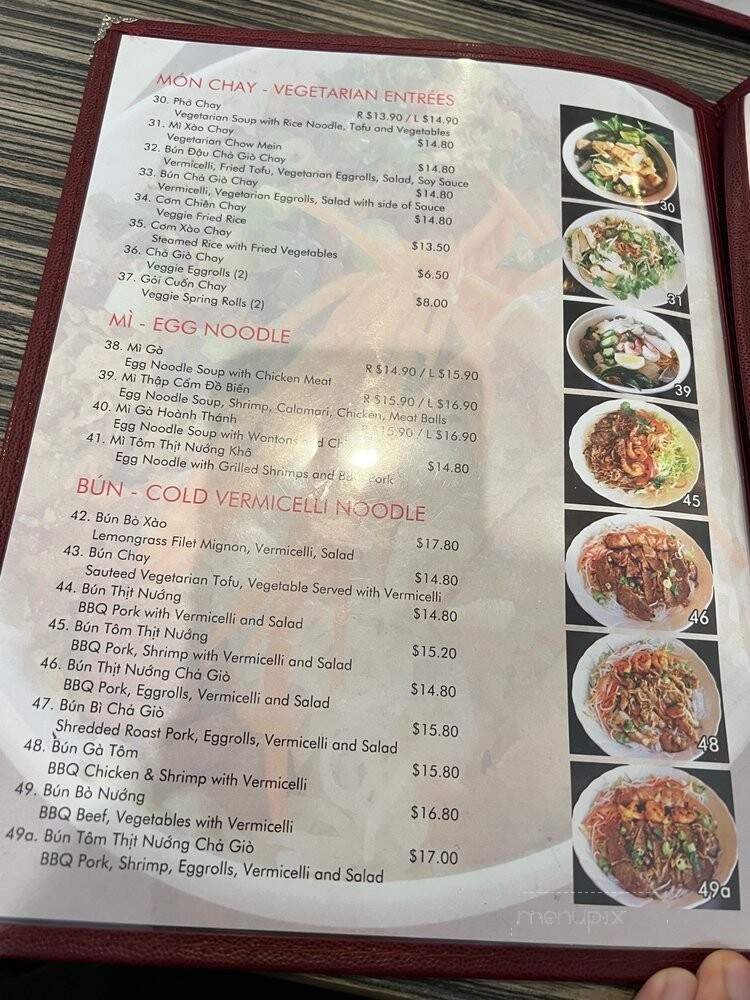 MÓN CHAY - VEGETARIAN ENTRÉES
30. Phở Chay R $13.90 / L $14.90
Vegetarian Soup with Rice Noodle, Tofu and Vegetables
31. Mì Xào Chay $14.80
Vegetarian Chow Mein
32. Bún Đậu Chả Giò Chay $14.80
Vermicelli, Fried Tofu, Vegetarian Eggrolls, Salad, Soy Sauce
33. Bún Chả Giò Chay $14.80
Vermicelli, Vegetarian Eggrolls, Salad with side of Sauce
34. Cơm Chiên Chay $14.80
Veggie Fried Rice
35. Cơm Xào Chay $13.50
Steamed Rice with Fried Vegetables
36. Chả Giò Chay $6.50
Veggie Eggrolls (2)
37. Gỏi Cuốn Chay $8.00
Veggie Spring Rolls (2)
MÌ - EGG NOODLE
38. Mì Gà R $14.90 / L $15.90
Egg Noodle Soup with Chicken Meat
39. Mì Thập Cẩm Đồ Biển R $15.90 / L $16.90
Egg Noodle Soup, Shrimp, Calamari, Chicken, Meat Balls
40. Mì Gà Hoành Thánh 15.90 / L $16.90
Egg Noodle Soup with Wontons
41. Mì Tôm Thịt Nướng Khô $14.80
Egg Noodle with Grilled Shrimps and Pork
BÚN - COLD VERMICELLI NOODLE
42. Bún Bò Xào $17.80
Lemongrass Filet Mignon, Vermicelli, Salad
43. Bún Chay $14.80
Sauteed Vegetarian Tofu, Vegetable Served with Vermicelli
44. Bún Thịt Nướng $14.80
BBQ Pork with Vermicelli and Salad
45. Bún Tôm Thịt Nướng $15.20
BBQ Pork, Shrimp with Vermicelli and Salad
46. Bún Thịt Nướng Chả Giò $14.80
BBQ Pork, Eggrolls, Vermicelli and Salad
47. Bún Bì Chả Giò $15.80
Shredded Roast Pork, Eggrolls, Vermicelli and Salad
48. Bún Gà Tôm $15.80
BBQ Chicken & Shrimp with Vermicelli
49. Bún Bò Nướng $16.80
BBQ Beef, Vegetables with Vermicelli
49a. Bún Tôm Thịt Nướng Chả Giò $17.00
BBQ Pork, Shrimp, Eggrolls, Vermicelli and Salad
30
31
39
45
46
48
49a
menupix